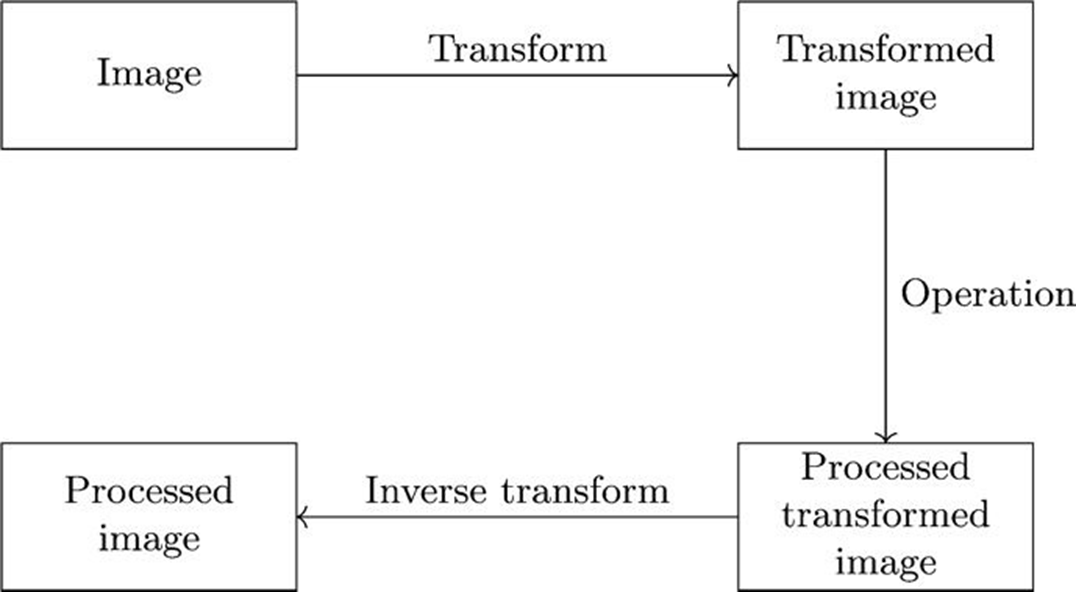 Image
Transform
Transformed
image
Operation
Processed
image
Inverse transform
Processed
transformed
image